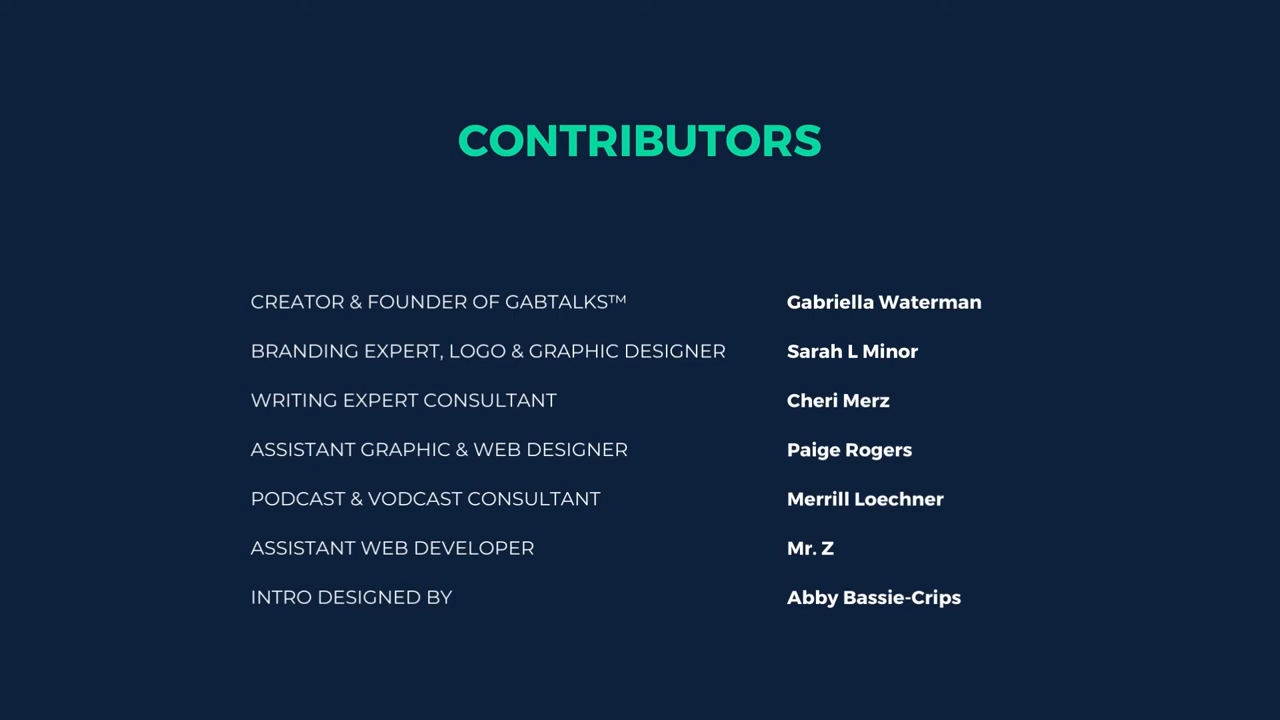 CONTRIBUTORS
CREATOR & FOUNDER OF GABTALKS™ Gabriella Waterman
BRANDING EXPERT, LOGO & GRAPHIC DESIGNER Sarah L Minor
WRITING EXPERT CONSULTANT Cheri Merz
ASSISTANT GRAPHIC & WEB DESIGNER Paige Rogers
PODCAST & VODCAST CONSULTANT Merrill Loechner
ASSISTANT WEB DEVELOPER Mr. Z
INTRO DESIGNED BY Abby Bassie-Crips